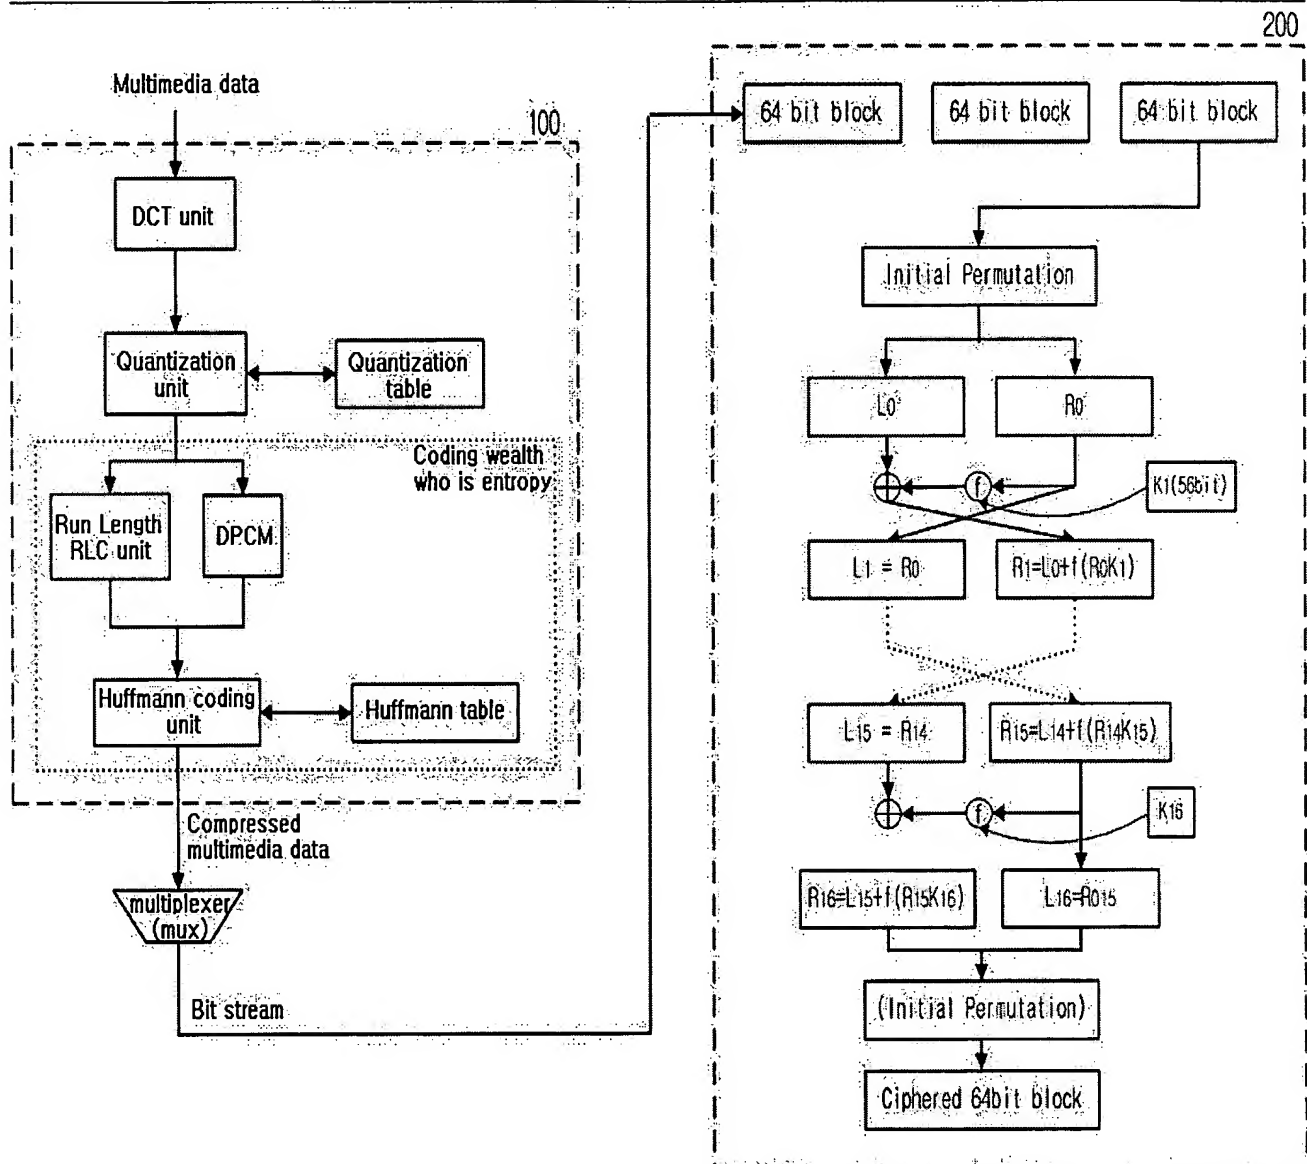 200
Multimedia data
100
64 bit block
64 bit block
64 bit block
DCT unit
Initial Permutation
Quantization
unit
Quantization
table
L0
R0
Coding wealth
who is entropy
K1(56bit)
f
Run Length
RLC unit
DPCM
L1 = R0
R1=L0+f(R0K1)
Huffmann coding
unit
Huffmann table
L15 = R14
R15=L14+f(R14K15)
f
K16
Compressed
multimedia data
R16=L15+f(R15K16)
L16=R015
multiplexer
(mux)
(Initial Permutation)
Bit stream
Ciphered 64bit block